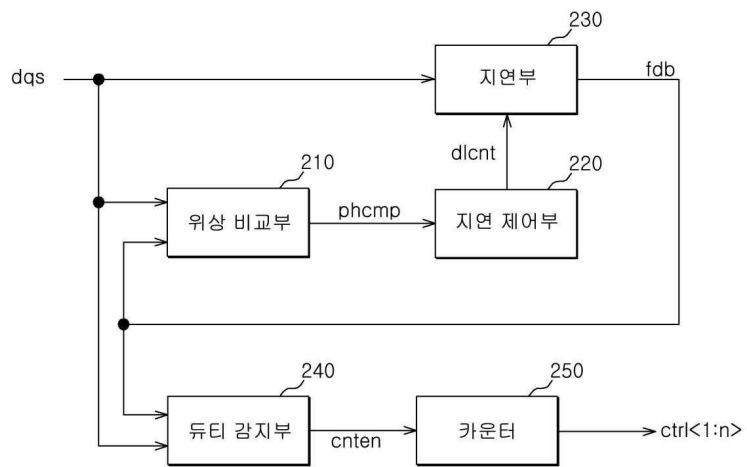 230
dqs
지연부
fdb
dlcnt
210
220
위상 비교부
phcmp
지연 제어부
240
250
듀티 감지부
cnten
카운터
ctrl<1:n>